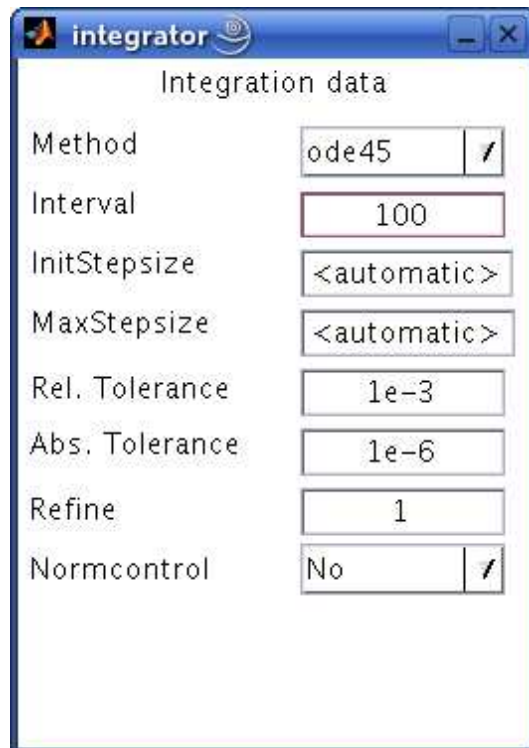 integrator
Integration data
Method ode45
Interval 100
InitStepsize <automatic>
MaxStepsize <automatic>
Rel. Tolerance 1e-3
Abs. Tolerance 1e-6
Refine 1
Normcontrol No